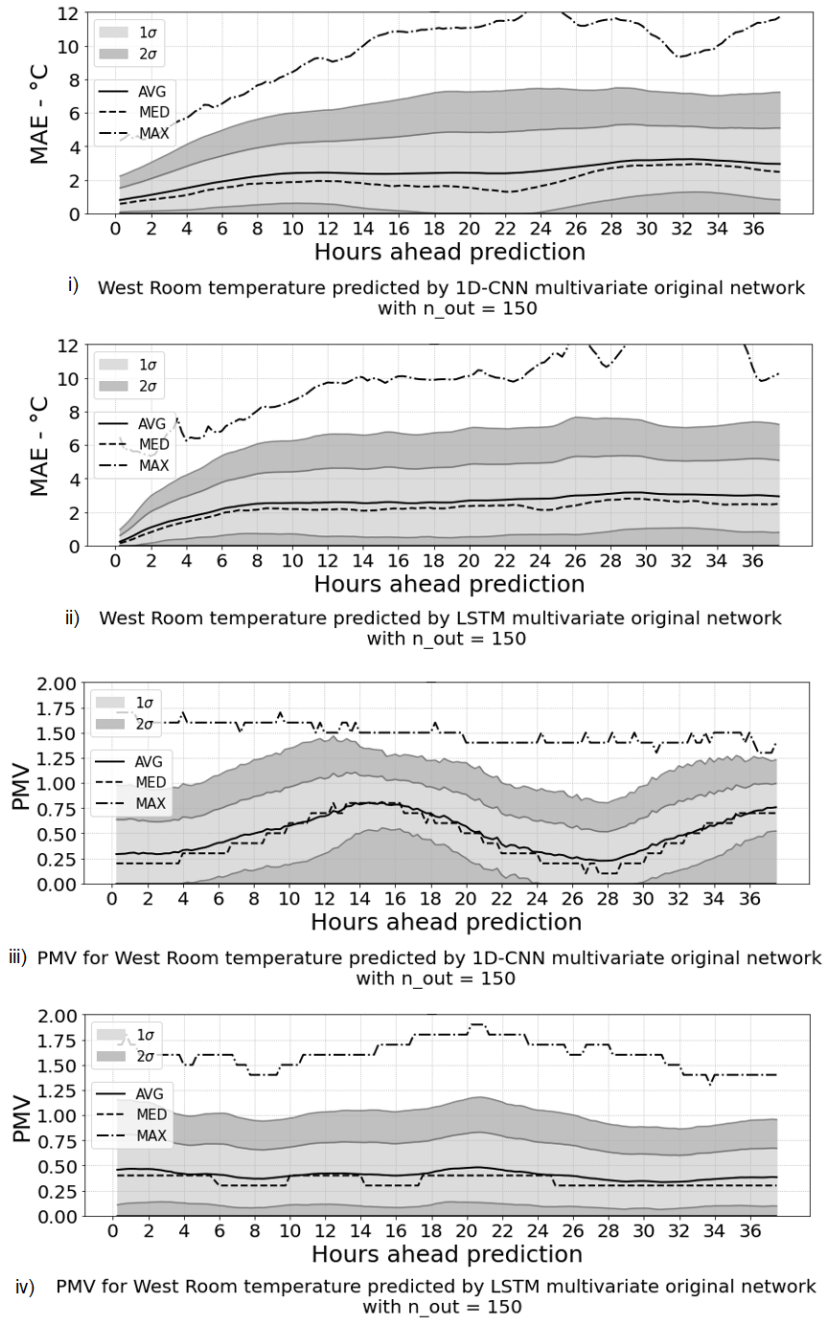 12
10
8
6
4
2
0
MAE - °C
1σ
2σ
AVG
MED
MAX
0 2 4 6 8 10 12 14 16 18 20 22 24 26 28 30 32 34 36
Hours ahead prediction
i) West Room temperature predicted by 1D-CNN multivariate original network
with n_out = 150
12
10
8
6
4
2
0
MAE - °C
1σ
2σ
AVG
MED
MAX
0 2 4 6 8 10 12 14 16 18 20 22 24 26 28 30 32 34 36
Hours ahead prediction
ii) West Room temperature predicted by LSTM multivariate original network
with n_out = 150
2.00
1.75
1.50
1.25
1.00
0.75
0.50
0.25
0.00
PMV
1σ
2σ
AVG
MED
MAX
0 2 4 6 8 10 12 14 16 18 20 22 24 26 28 30 32 34 36
Hours ahead prediction
iii) PMV for West Room temperature predicted by 1D-CNN multivariate original network
with n_out = 150
2.00
1.75
1.50
1.25
1.00
0.75
0.50
0.25
0.00
PMV
1σ
2σ
AVG
MED
MAX
0 2 4 6 8 10 12 14 16 18 20 22 24 26 28 30 32 34 36
Hours ahead prediction
iv) PMV for West Room temperature predicted by LSTM multivariate original network
with n_out = 150